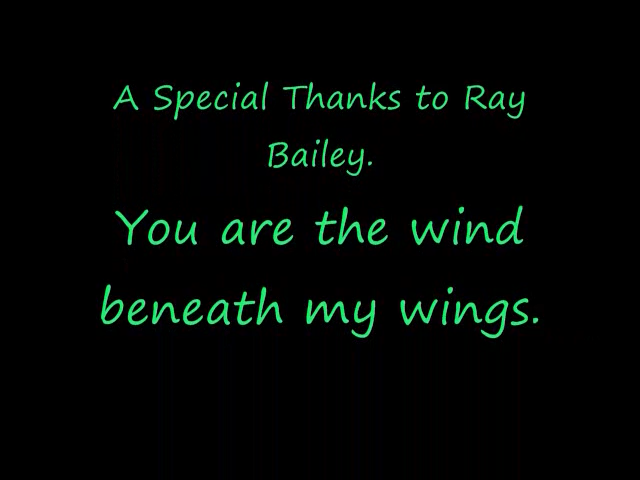 A Special Thanks to Ray
Bailey.
You are the wind
beneath my wings.